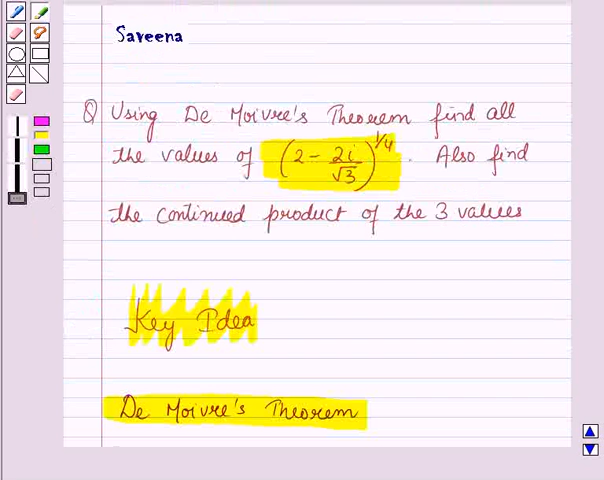 Saveena
Q Using De Moivre's Theorem find all
the values of (2 - 2i/√3)^1/4. Also find
the continued product of the 3 values
Key Idea
De Moivre's Theorem